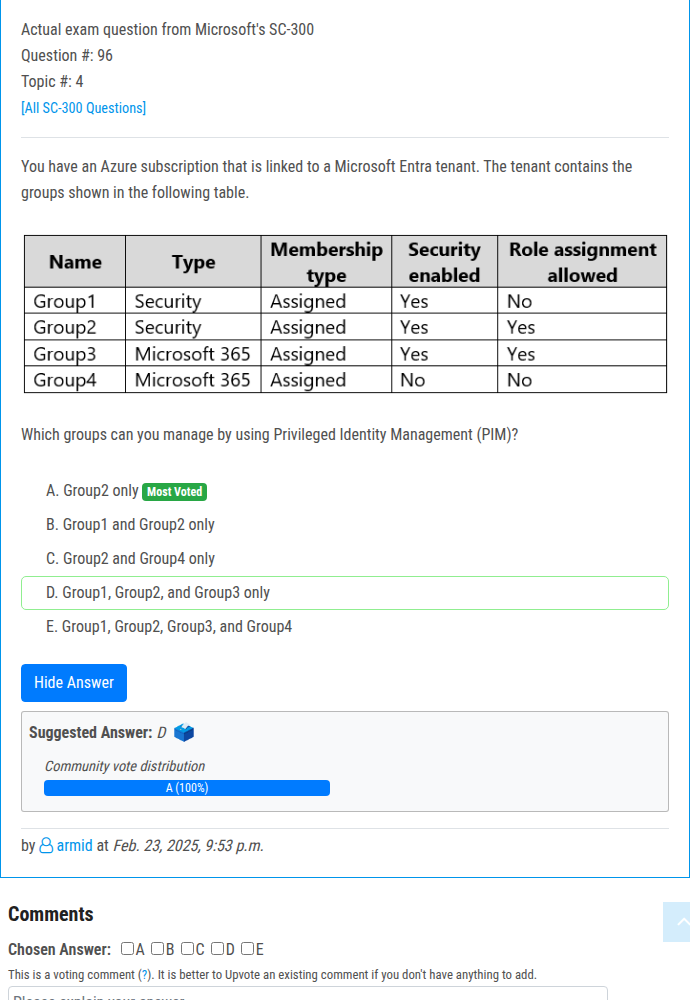 Actual exam question from Microsoft's SC-300
Question #: 96
Topic #: 4
[All SC-300 Questions]
You have an Azure subscription that is linked to a Microsoft Entra tenant. The tenant contains the
groups shown in the following table.
Name Type Membership type Security enabled Role assignment allowed
Group1 Security Assigned Yes No
Group2 Security Assigned Yes Yes
Group3 Microsoft 365 Assigned Yes Yes
Group4 Microsoft 365 Assigned No No
Which groups can you manage by using Privileged Identity Management (PIM)?
A. Group2 only Most Voted
B. Group1 and Group2 only
C. Group2 and Group4 only
D. Group1, Group2, and Group3 only
E. Group1, Group2, Group3, and Group4
Hide Answer
Suggested Answer: D
Community vote distribution
A (100%)
by armid at Feb. 23, 2025, 9:53 p.m.
Comments
Chosen Answer: A B C D E
This is a voting comment (?). It is better to Upvote an existing comment if you don't have anything to add.